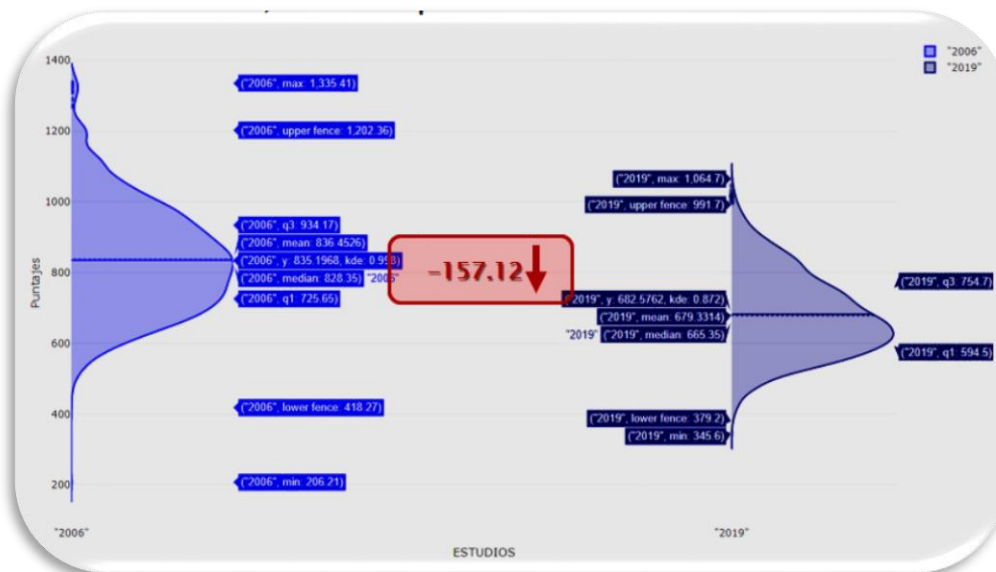 "2006"
"2019"
1400
1200
1000
800
600
400
200
Puntajes
("2006", max: 1,335.41)
("2006", upper fence: 1,202.36)
("2006", q3: 934.17)
("2006", mean: 836.4526)
("2006", y: 835.1968, kde: 0.998)
("2006", median: 828.35) "2006"
("2006", q1: 725.65)
("2006", lower fence: 418.27)
("2006", min: 206.21)
-157.12
("2019", max: 1,064.7)
("2019", upper fence: 991.7)
("2019", q3: 754.7)
("2019", y: 682.5762, kde: 0.872)
("2019", mean: 679.3314)
"2019" ("2019", median: 665.35)
("2019", q1: 594.5)
("2019", lower fence: 379.2)
("2019", min: 345.6)
"2006"
"2019"
ESTUDIOS